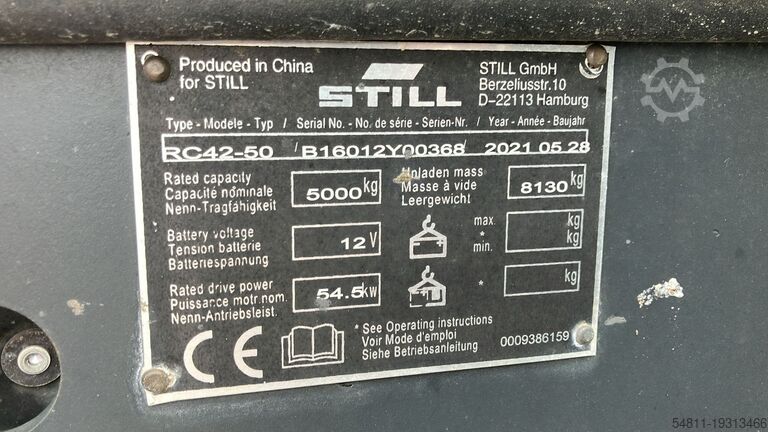 Produced in China
for STILL
STILL
STILL GmbH
Berzeliusstr.10
D-22113 Hamburg
Type - Modele - Typ / Serial No. - No. de série - Serien-Nr. / Year - Année - Baujahr
RC42-50 / B16012Y00368 / 2021 05 28
Rated capacity
Capacité nominale
Nenn-Tragfähigkeit
5000 kg
Unladen mass
Masse à vide
Leergewicht
8130 kg
Battery voltage
Tension batterie
Batteriespannung
12 V
max.
*
min.
kg
kg
Rated drive power
Puissance motr.nom.
Nenn-Antriebsleist.
54.5 kw
*
kg
CE
* See Operating instructions
Voir Mode d'emploi
Siehe Betriebsanleitung
0009386159
54811-19313466